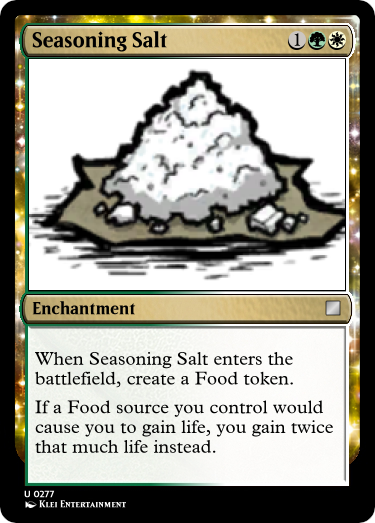 Seasoning Salt 1
Enchantment
When Seasoning Salt enters the
battlefield, create a Food token.
If a Food source you control would
cause you to gain life, you gain twice
that much life instead.
U 0277
Klei Entertainment